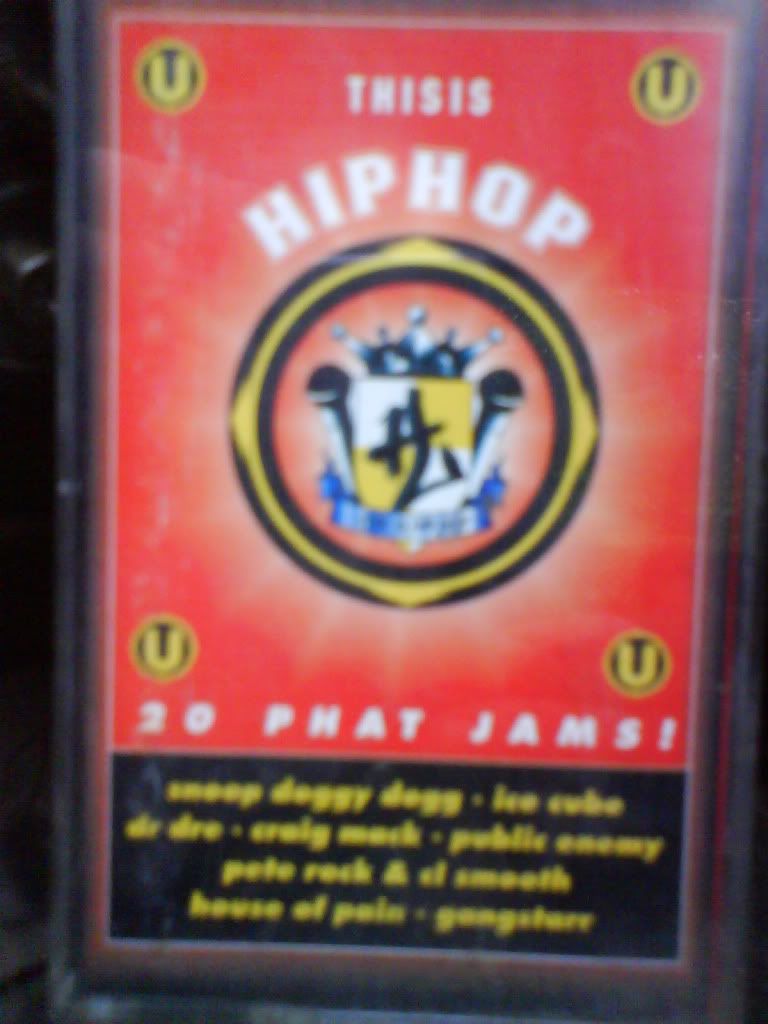 THIS IS
HIPHOP
20 PHAT JAMS!
snoop doggy dogg · ice cube
dr dre · craig mack · public enemy
pete rock & cl smooth
house of pain · gangstarr